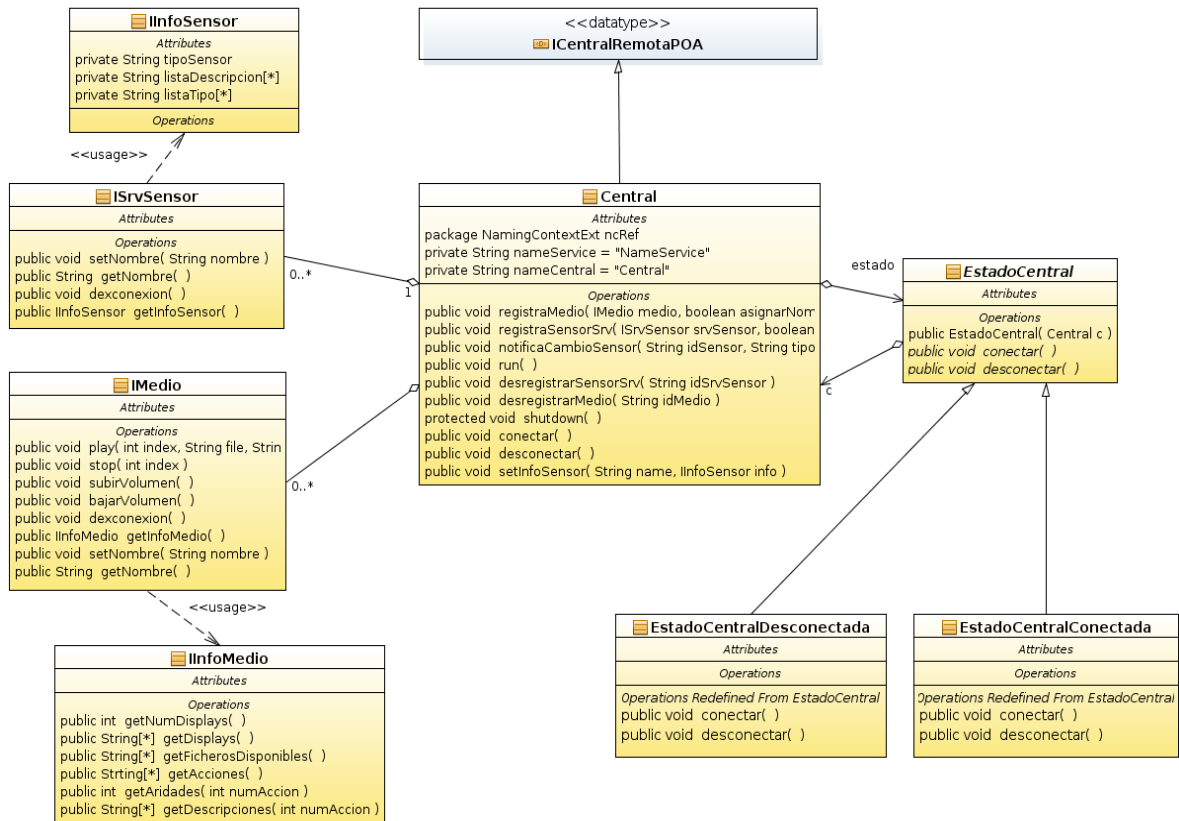 IInfoSensor
Attributes
private String tipoSensor
private String listaDescripcion[*]
private String listaTipo[*]
Operations
<<datatype>>
ICentralRemotaPOA
<<usage>>
ISrvSensor
Attributes
Operations
public void setNombre( String nombre )
public String getNombre( )
public void dexconexion( )
public IInfoSensor getInfoSensor( )
0..*
1
Central
Attributes
package NamingContextExt ncRef
private String nameService = "NameService"
private String nameCentral = "Central"
Operations
public void registraMedio( IMedio medio, boolean asignarNom
public void registraSensorSrv( ISrvSensor srvSensor, boolean
public void notificaCambioSensor( String idSensor, String tipo
public void run( )
public void desregistrarSensorSrv( String idSrvSensor )
public void desregistrarMedio( String idMedio )
protected void shutdown( )
public void conectar( )
public void desconectar( )
public void setInfoSensor( String name, IInfoSensor info )
estado
c
EstadoCentral
Attributes
Operations
public EstadoCentral( Central c )
public void conectar( )
public void desconectar( )
IMedio
Attributes
Operations
public void play( int index, String file, Strin
public void stop( int index )
public void subirVolumen( )
public void bajarVolumen( )
public void dexconexion( )
public IInfoMedio getInfoMedio( )
public void setNombre( String nombre )
public String getNombre( )
0..*
<<usage>>
IInfoMedio
Attributes
Operations
public int getNumDisplays( )
public String[*] getDisplays( )
public String[*] getFicherosDisponibles( )
public Strting[*] getAcciones( )
public int getAridades( int numAccion )
public String[*] getDescripciones( int numAccion )
EstadoCentralDesconectada
Attributes
Operations
Operations Redefined From EstadoCentral
public void conectar( )
public void desconectar( )
EstadoCentralConectada
Attributes
Operations
Operations Redefined From EstadoCentral
public void conectar( )
public void desconectar( )